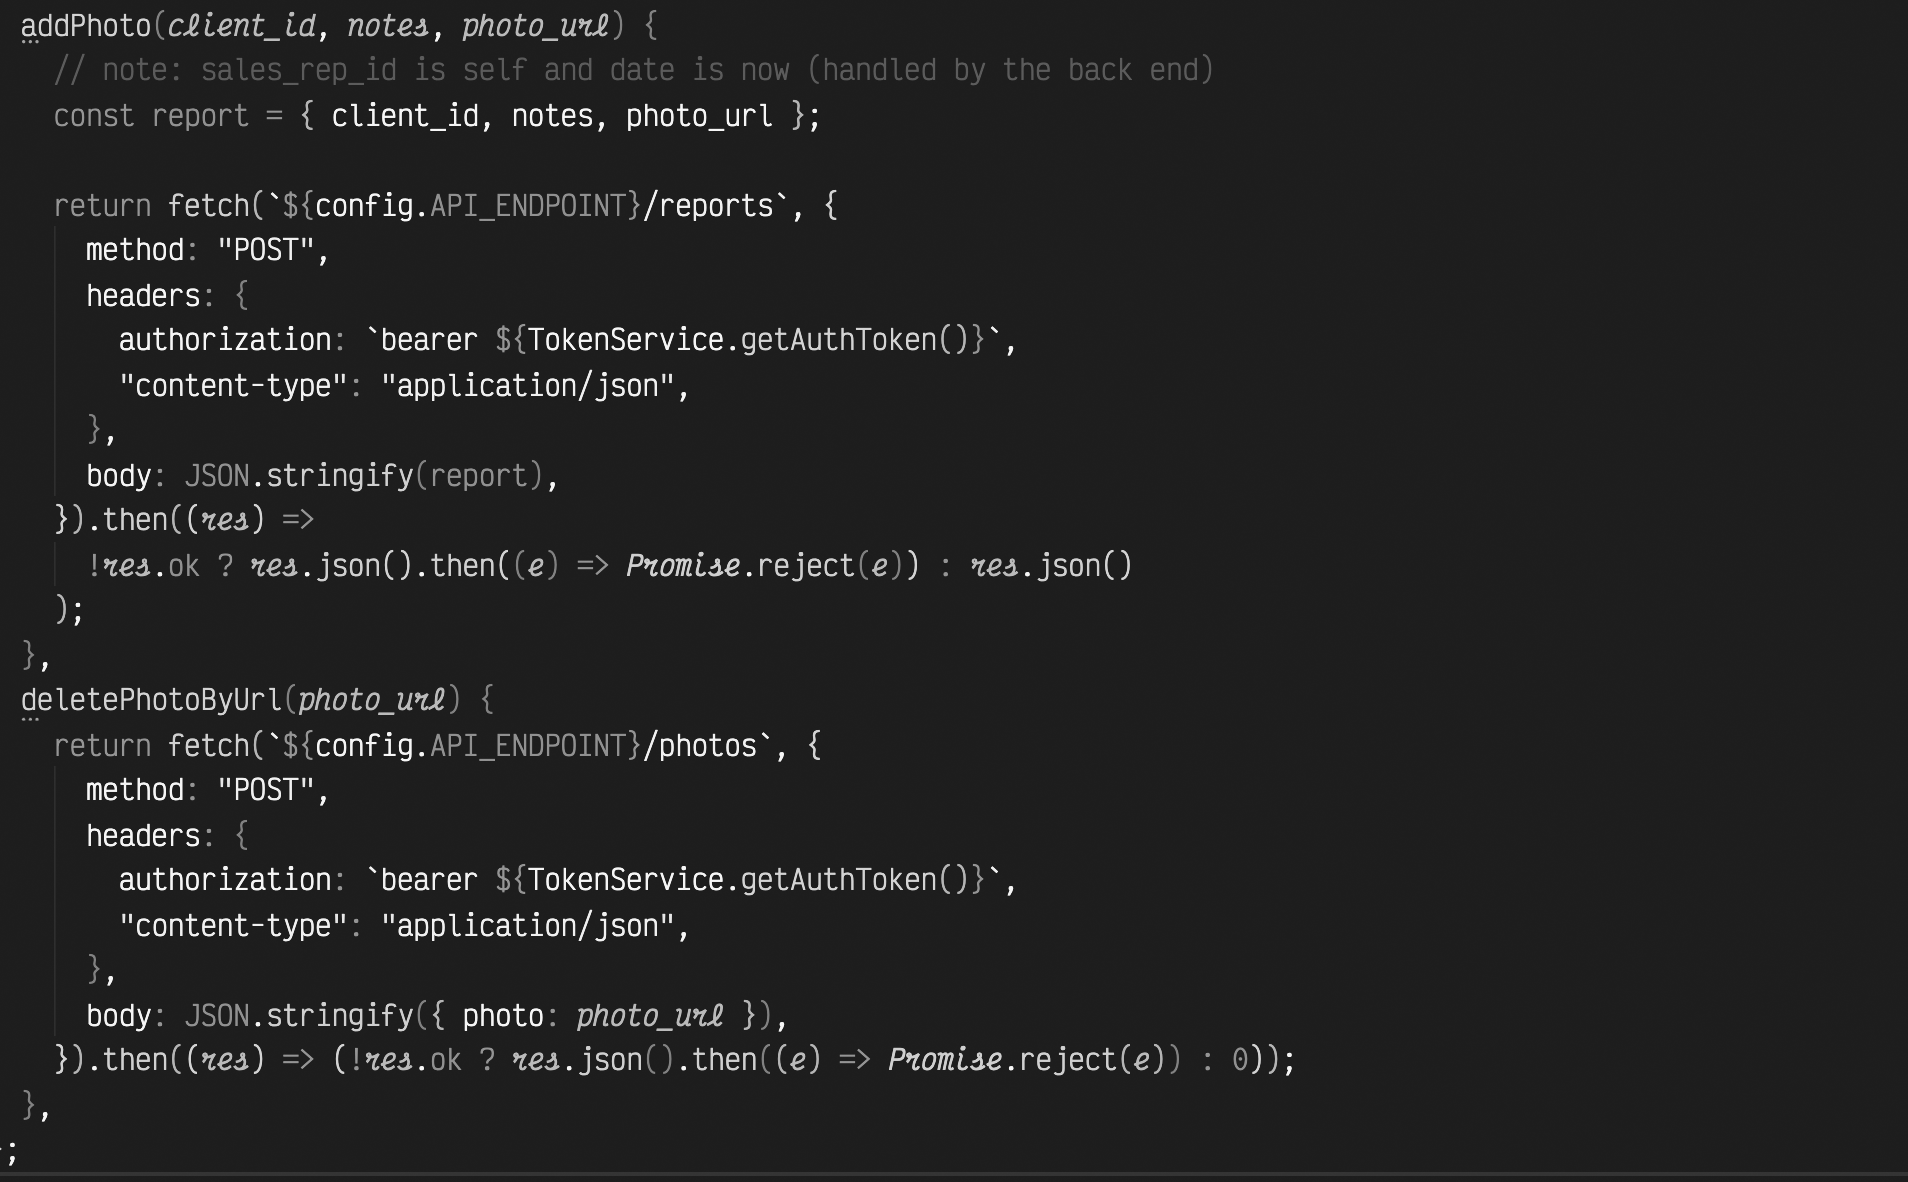 addPhoto(client_id, notes, photo_url) {
// note: sales_rep_id is self and date is now (handled by the back end)
const report = { client_id, notes, photo_url };
return fetch(`${config.API_ENDPOINT}/reports`, {
method: "POST",
headers: {
authorization: `bearer ${TokenService.getAuthToken()}`,
"content-type": "application/json",
},
body: JSON.stringify(report),
}).then((res) =>
!res.ok ? res.json().then((e) => Promise.reject(e)) : res.json()
);
},
deletePhotoByUrl(photo_url) {
return fetch(`${config.API_ENDPOINT}/photos`, {
method: "POST",
headers: {
authorization: `bearer ${TokenService.getAuthToken()}`,
"content-type": "application/json",
},
body: JSON.stringify({ photo: photo_url }),
}).then((res) => (!res.ok ? res.json().then((e) => Promise.reject(e)) : 0));
},
};